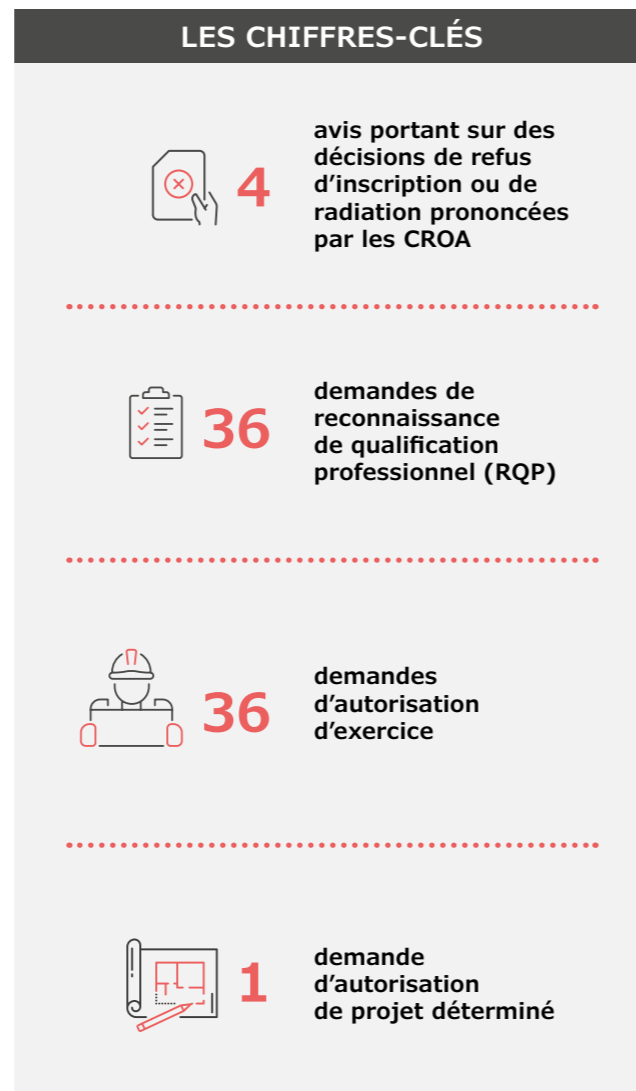 LES CHIFFRES-CLÉS
4
avis portant sur des
décisions de refus
d’inscription ou de
radiation prononcées
par les CROA
36
demandes de
reconnaissance
de qualification
professionnel (RQP)
36
demandes
d’autorisation
d’exercice
1
demande
d’autorisation
de projet déterminé